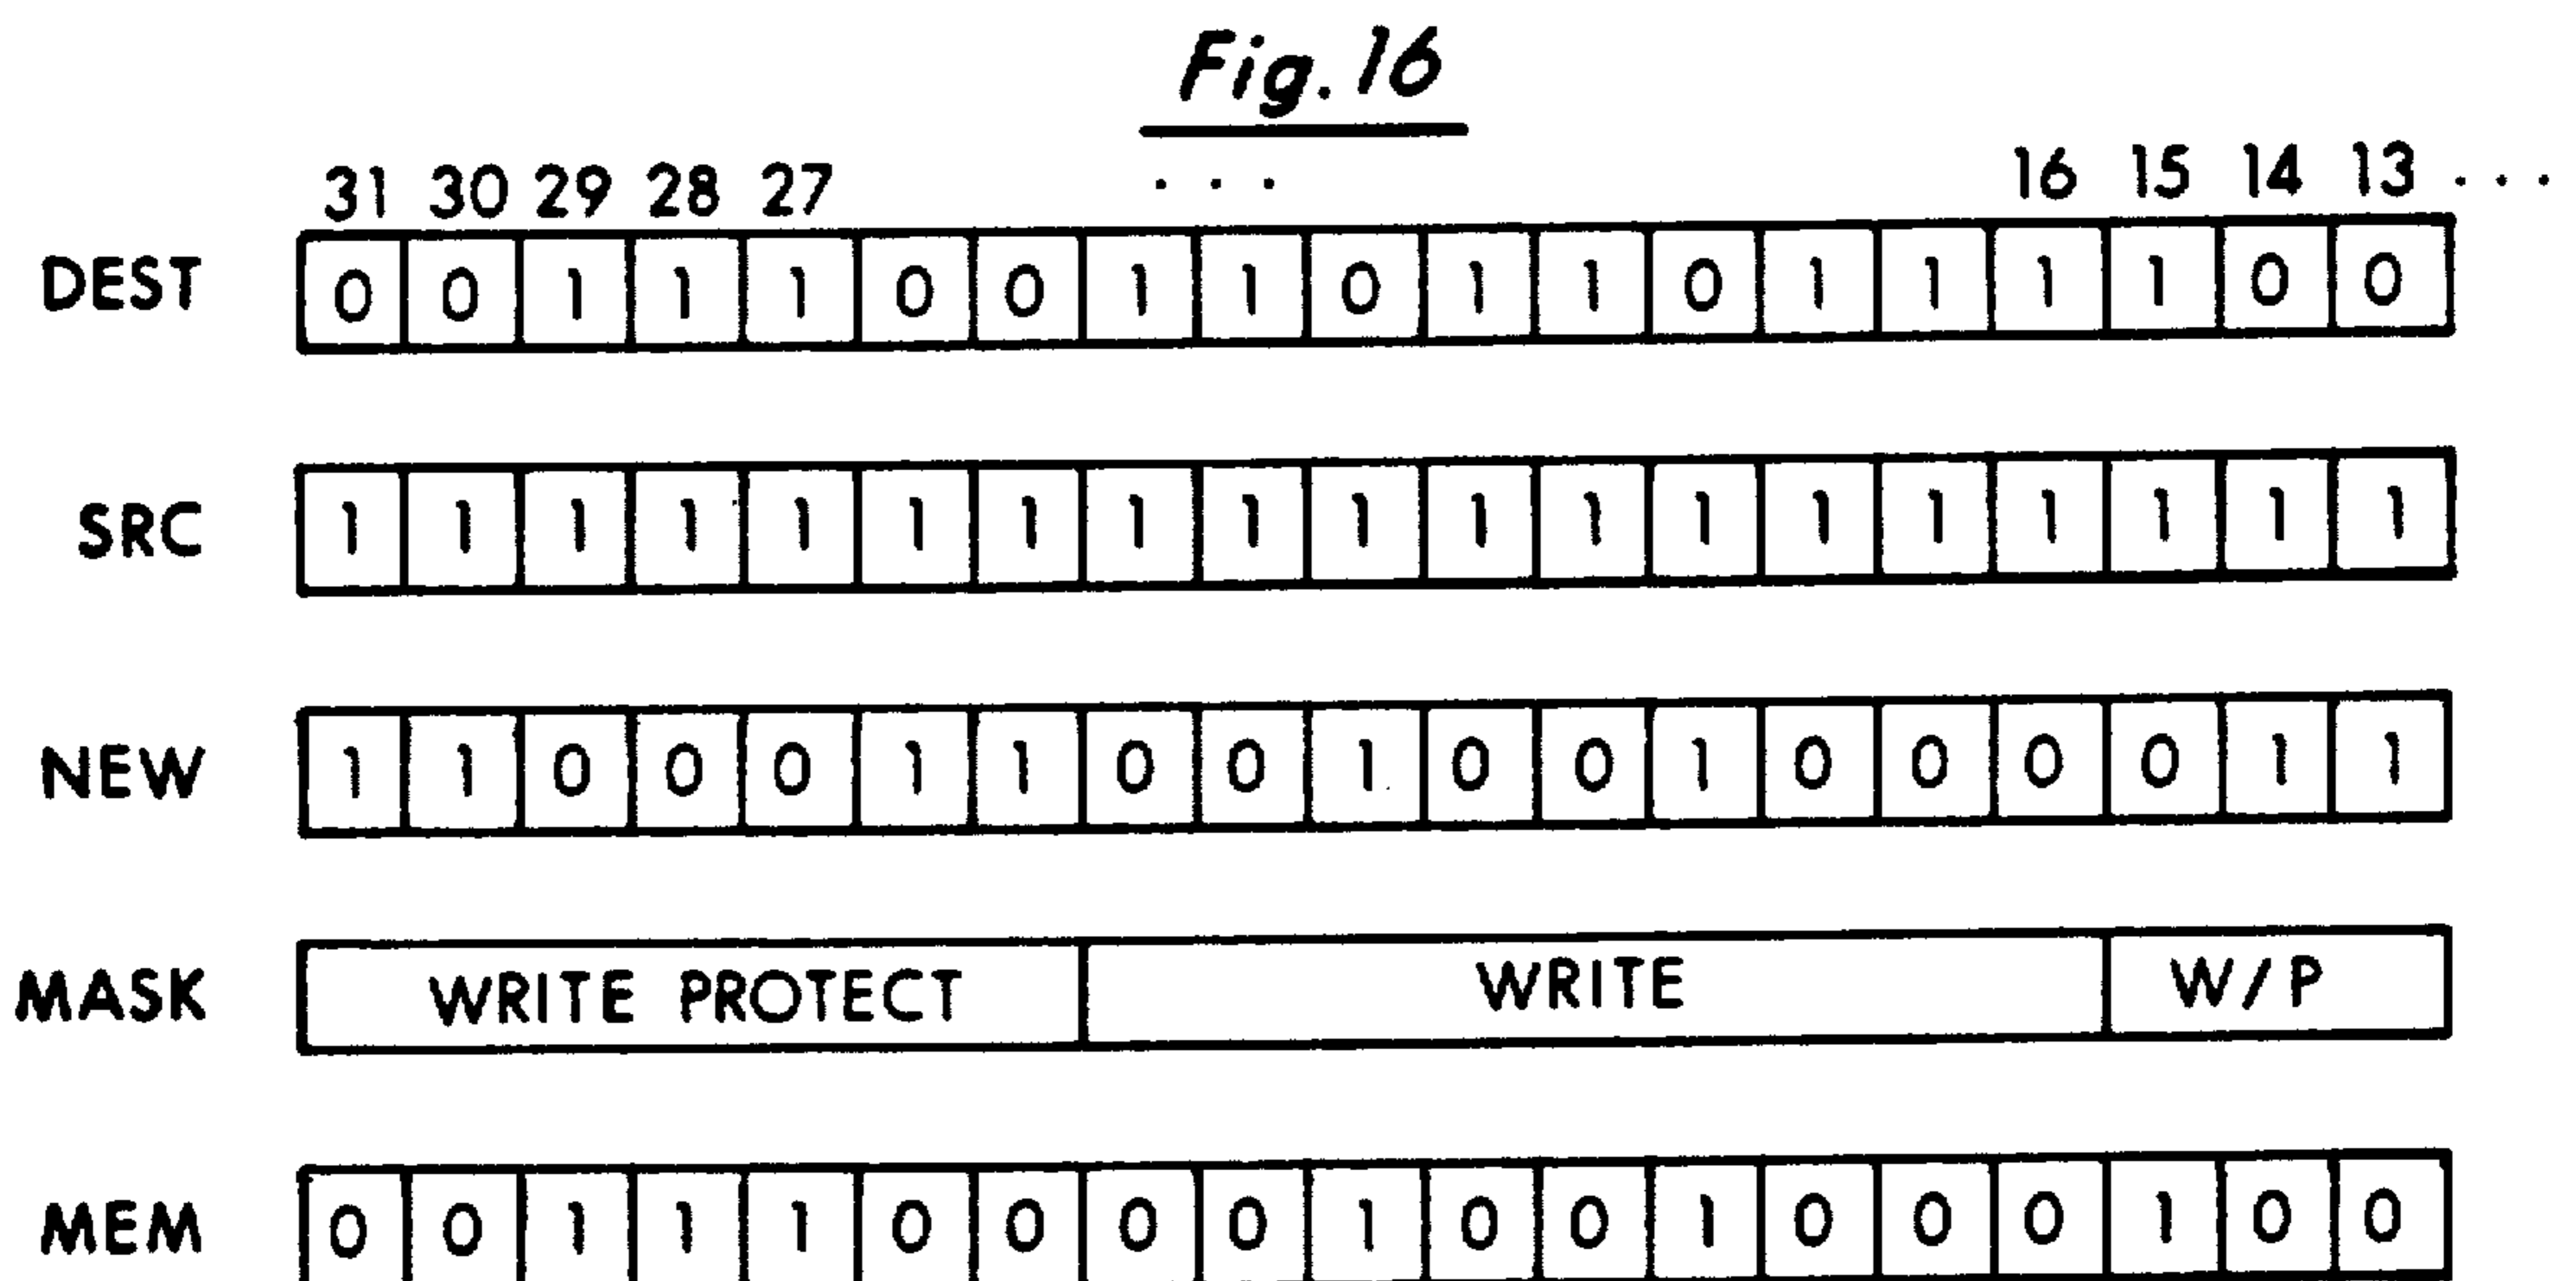 Fig. 16
31 30 29 28 27 . . . 16 15 14 13 . . .
DEST 0 0 1 1 1 0 0 1 1 0 1 1 0 1 1 1 1 0 0
SRC 1 1 1 1 1 1 1 1 1 1 1 1 1 1 1 1 1 1 1
NEW 1 1 0 0 0 1 1 0 0 1 0 0 1 0 0 0 0 1 1
MASK WRITE PROTECT WRITE W/P
MEM 0 0 1 1 1 0 0 0 0 1 0 0 1 0 0 0 1 0 0